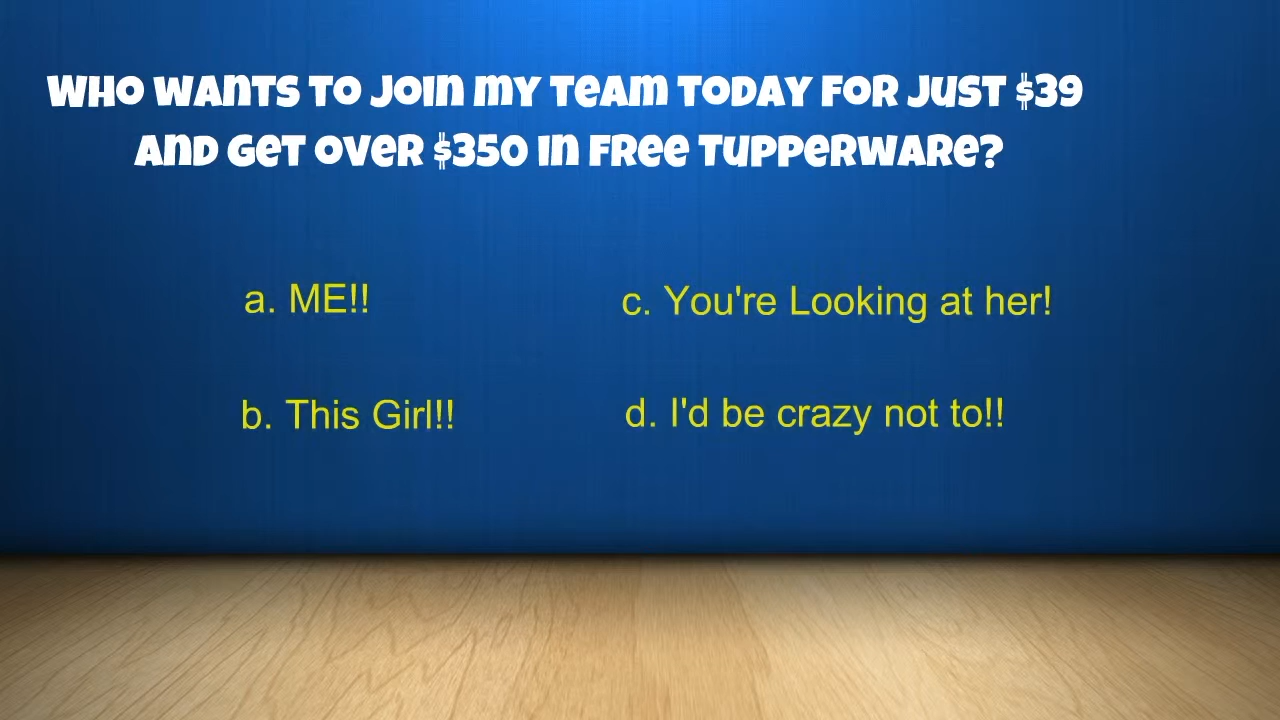 WHO WANTS TO JOIN MY TEAM TODAY FOR JUST $39
AND GET OVER $350 IN FREE TUPPERWARE?
a. ME!!
b. This Girl!!
c. You're Looking at her!
d. I'd be crazy not to!!